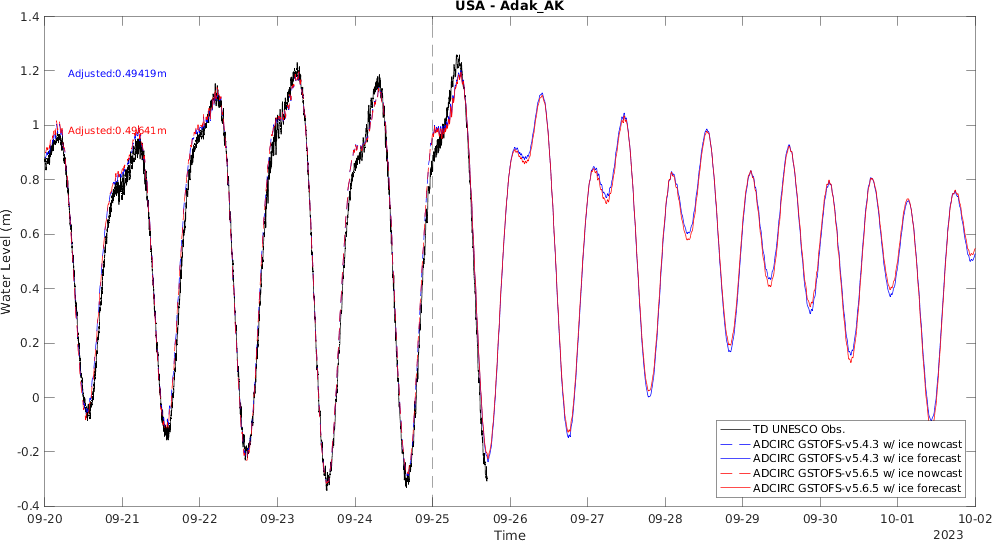 USA - Adak_AK
1.4
1.2
1
0.8
0.6
0.4
0.2
0
-0.2
-0.4
Water Level (m)
Adjusted:0.49419m
Adjusted:0.49641m
TD UNESCO Obs.
ADCIRC GSTOFS-v5.4.3 w/ ice nowcast
ADCIRC GSTOFS-v5.4.3 w/ ice forecast
ADCIRC GSTOFS-v5.6.5 w/ ice nowcast
ADCIRC GSTOFS-v5.6.5 w/ ice forecast
09-20 09-21 09-22 09-23 09-24 09-25 09-26 09-27 09-28 09-29 09-30 10-01 10-02
Time
2023